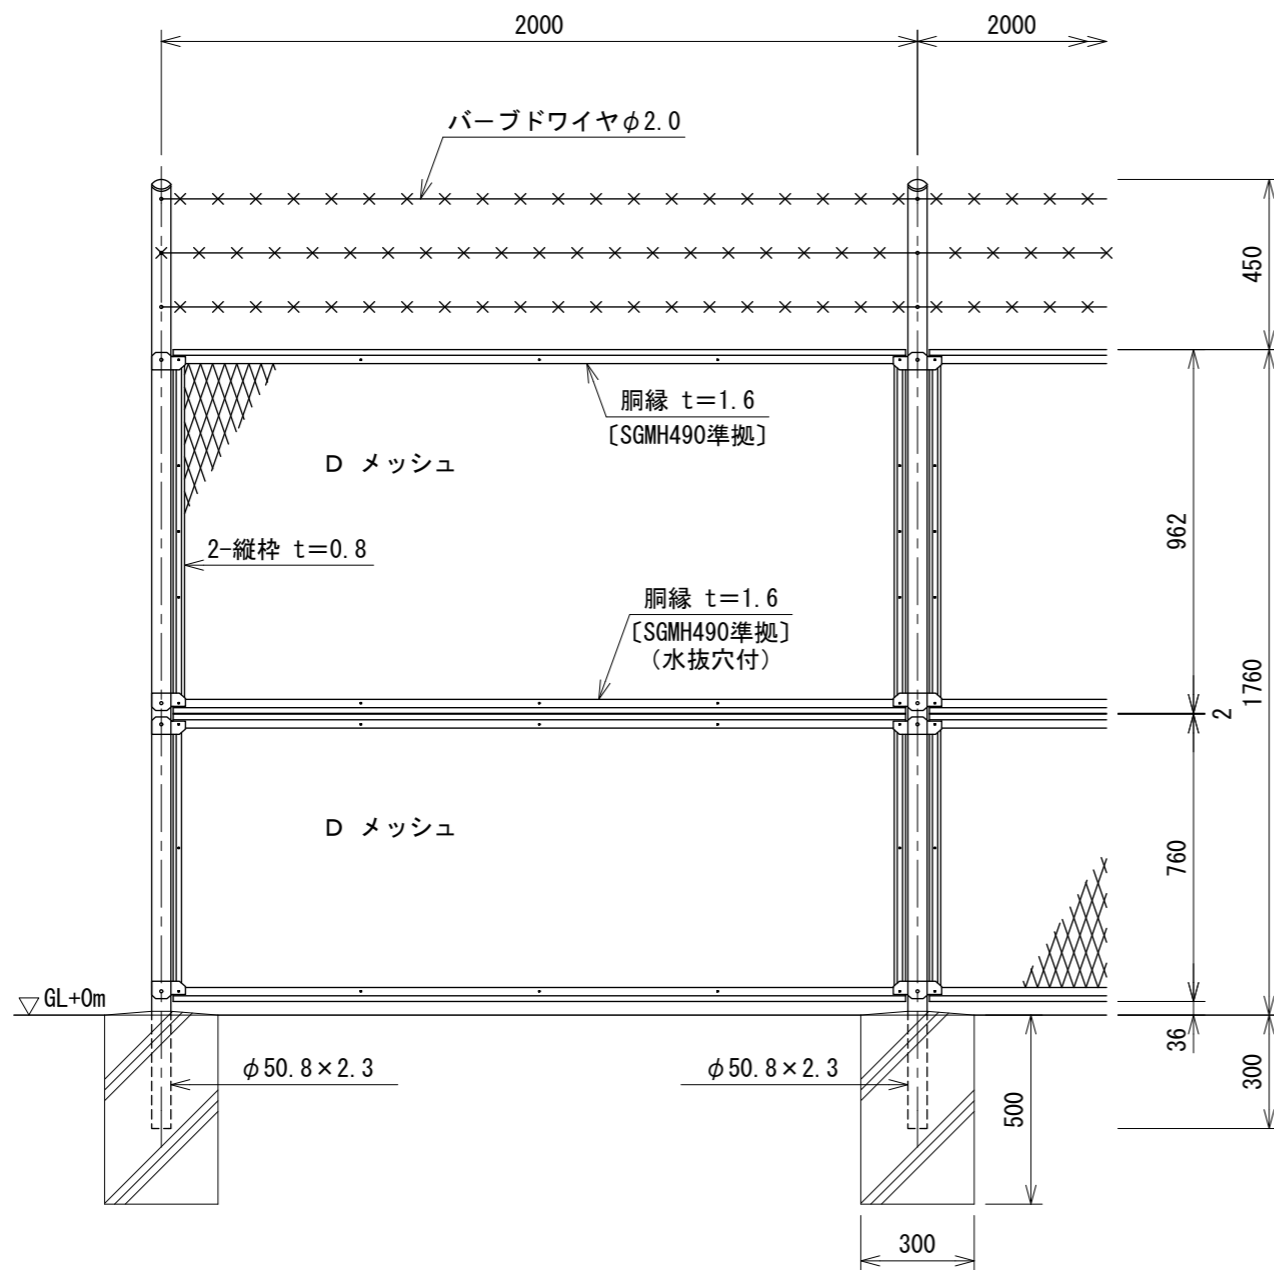 2000
2000
バーブドワイヤφ2.0
450
胴縁 t=1.6
〔SGMH490準拠〕
D メッシュ
962
2-縦枠 t=0.8
胴縁 t=1.6
〔SGMH490準拠〕
(水抜穴付)
1760
2
D メッシュ
760
GL+0m
36
φ50.8×2.3
φ50.8×2.3
300
500
300